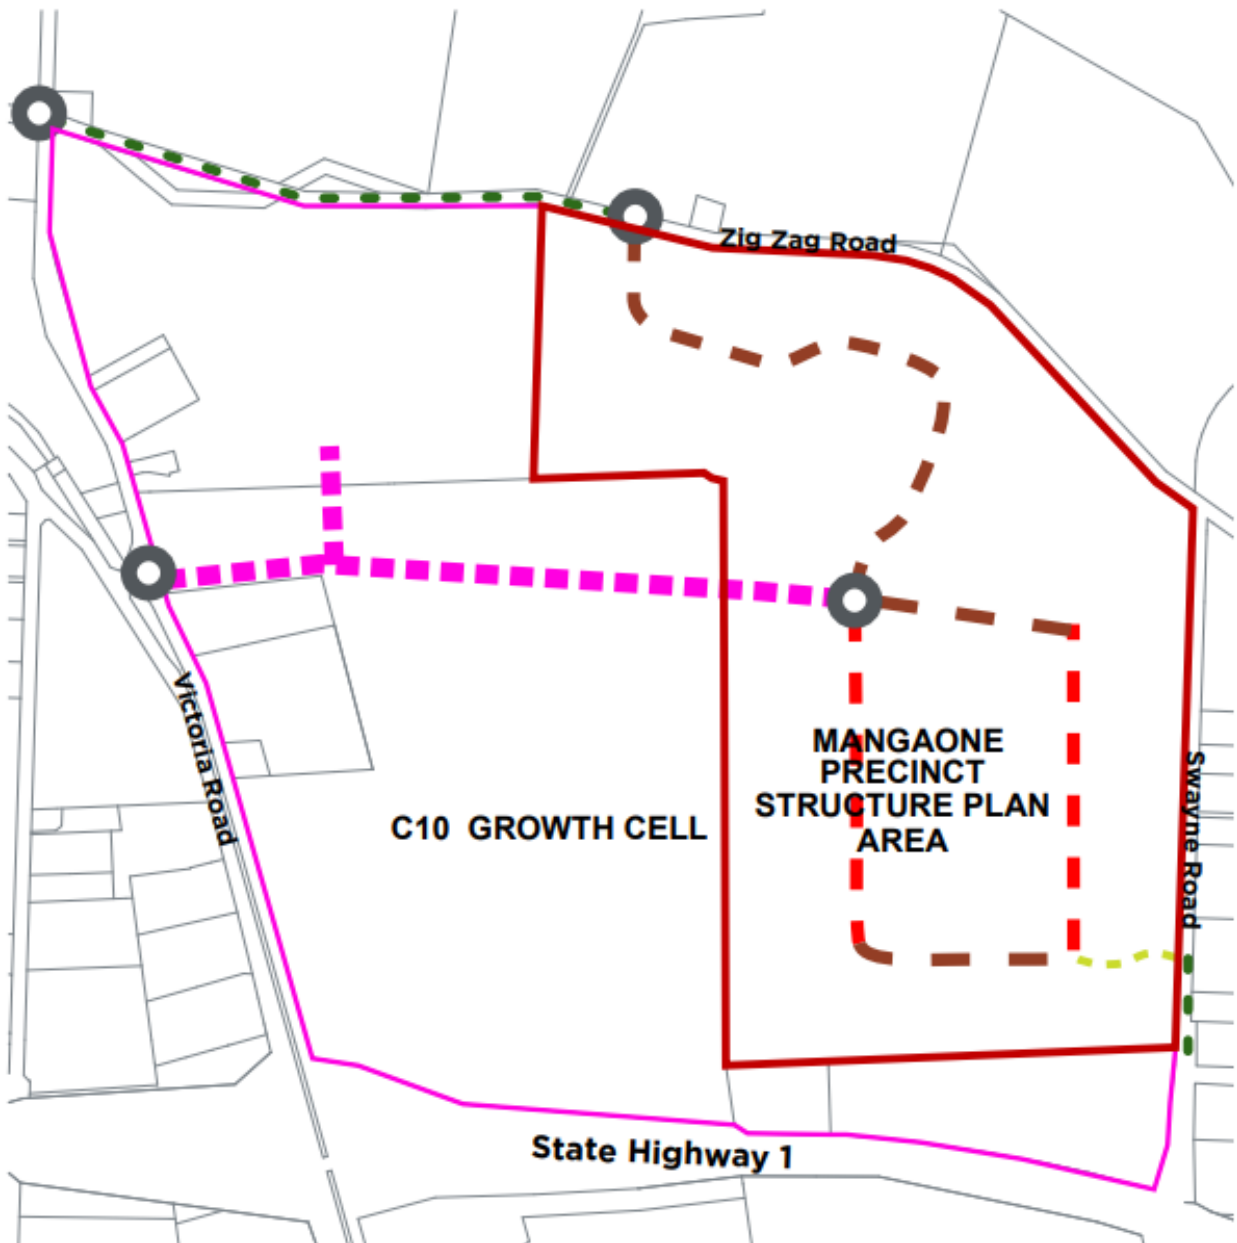 Zig Zag Road
Victoria Road
MANGAONE
PRECINCT
STRUCTURE PLAN
AREA
C10 GROWTH CELL
Swayne Road
State Highway 1